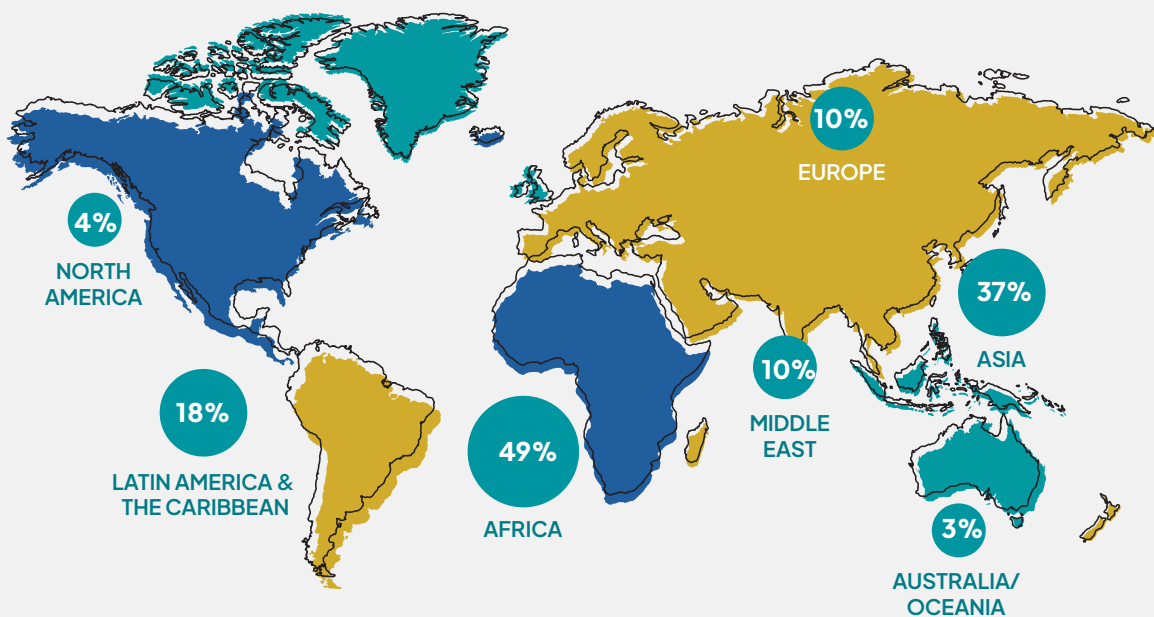 10%
EUROPE
4%
NORTH
AMERICA
37%
ASIA
10%
MIDDLE
EAST
18%
LATIN AMERICA &
THE CARIBBEAN
49%
AFRICA
3%
AUSTRALIA/
OCEANIA